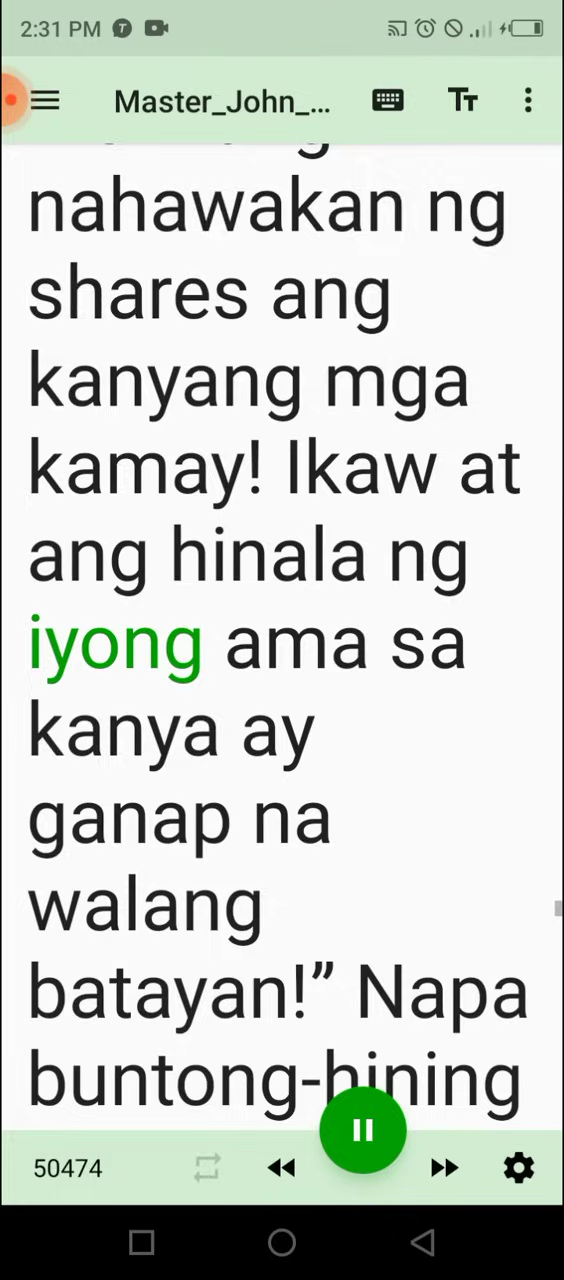 2:31 PM
Master_John_...
nahawakan ng
shares ang
kanyang mga
kamay! Ikaw at
ang hinala ng
iyong ama sa
kanya ay
ganap na
walang
batayan!” Napa
buntong-hining
50474